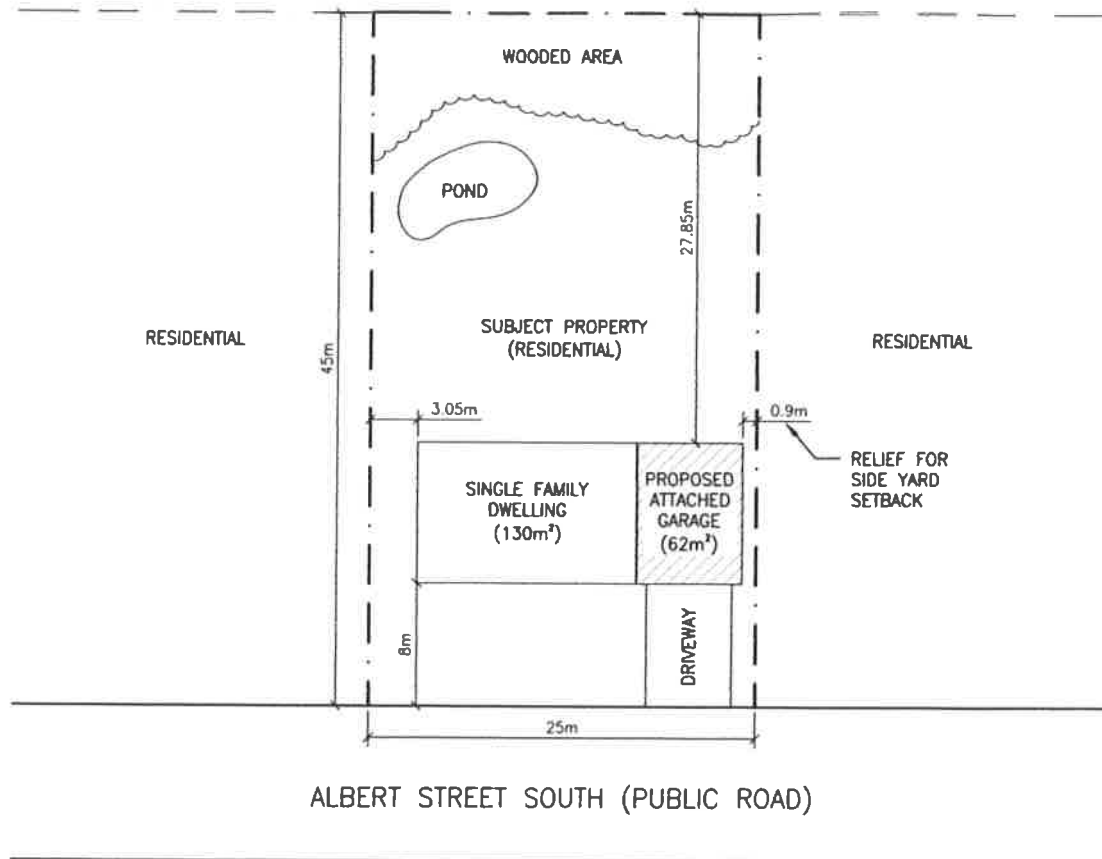 WOODED AREA
POND
27.85m
RESIDENTIAL
SUBJECT PROPERTY
(RESIDENTIAL)
RESIDENTIAL
45m
3.05m
0.9m
RELIEF FOR
SIDE YARD
SETBACK
SINGLE FAMILY
DWELLING
(130m²)
PROPOSED
ATTACHED
GARAGE
(62m²)
8m
DRIVEWAY
25m
ALBERT STREET SOUTH (PUBLIC ROAD)